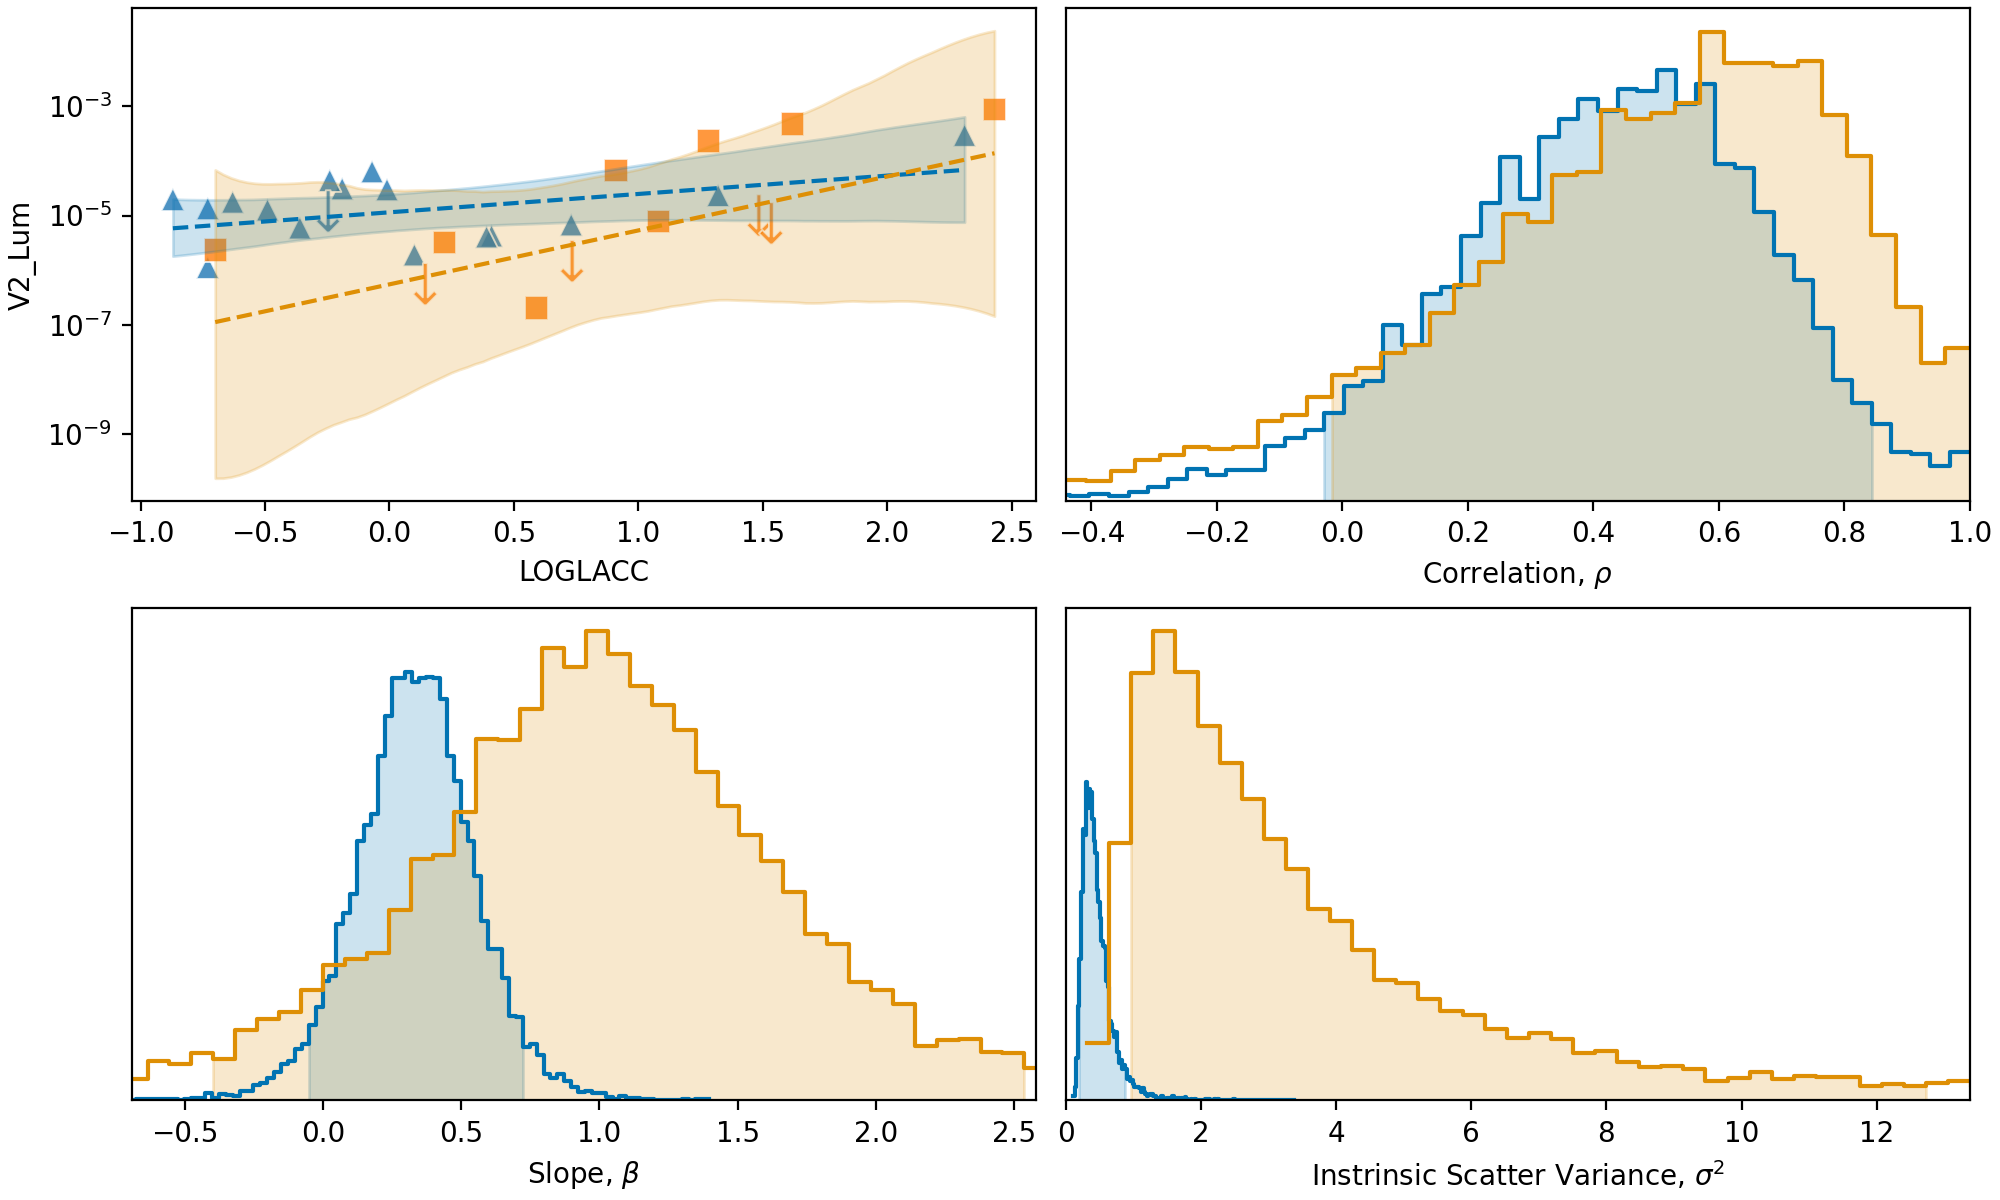 V2_Lum
10⁻³
10⁻⁵
10⁻⁷
10⁻⁹
−1.0 −0.5 0.0 0.5 1.0 1.5 2.0 2.5
LOGLACC
−0.4 −0.2 0.0 0.2 0.4 0.6 0.8 1.0
Correlation, ρ
−0.5 0.0 0.5 1.0 1.5 2.0 2.5
Slope, β
0 2 4 6 8 10 12
Instrinsic Scatter Variance, σ²